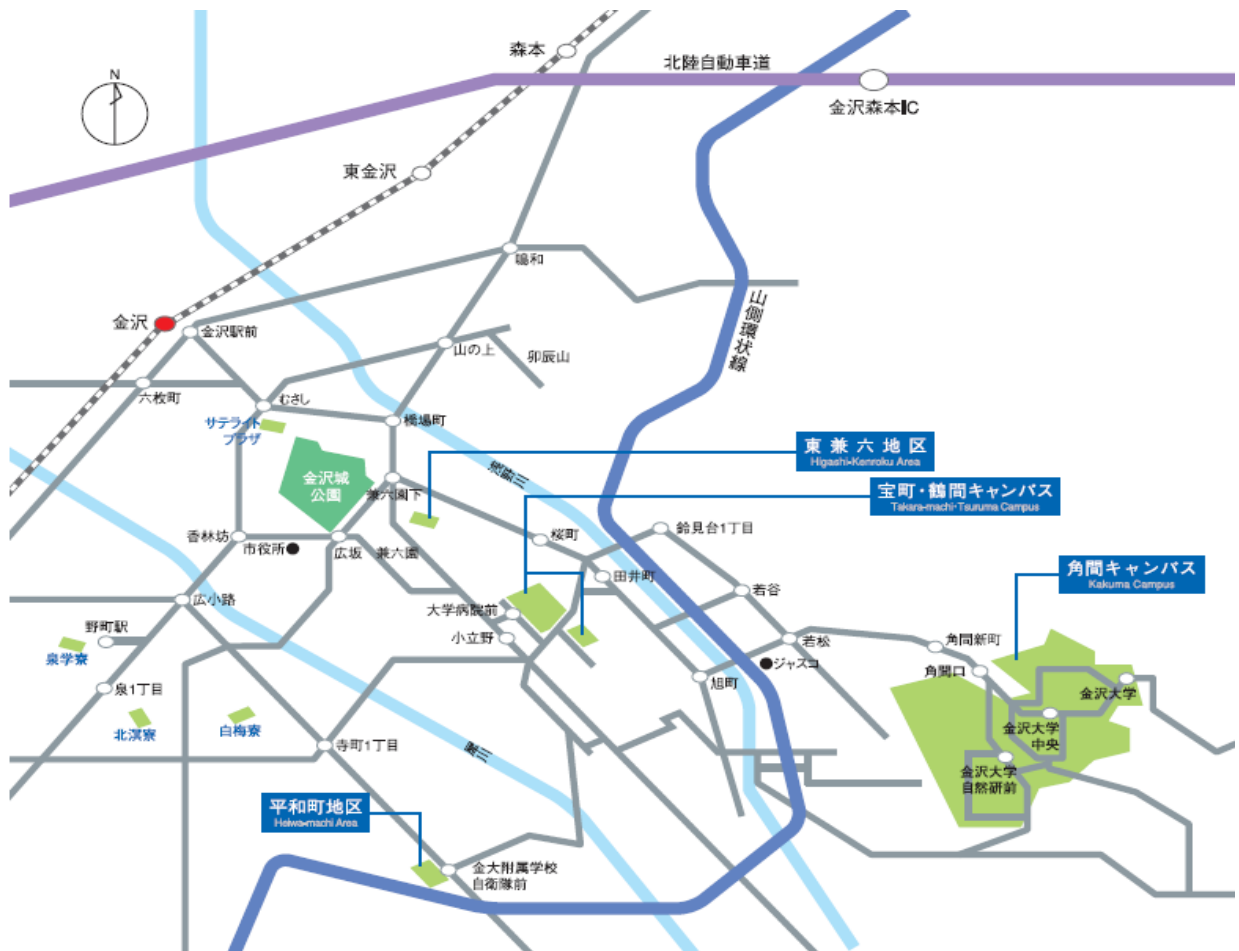 森本
北陸自動車道
金沢森本IC
N
東金沢
鳴和
山側環状線
金沢
金沢駅前
山の上
卯辰山
六枚町
むさし
サテライト
プラザ
橋場町
東兼六地区
Higashi-Kenroku Area
金沢城
公園
兼六園下
浅野川
宝町・鶴間キャンパス
Takara-machi・Tsuruma Campus
香林坊
市役所
広坂
兼六園
桜町
鈴見台1丁目
角間キャンパス
Kakuma Campus
田井町
若谷
広小路
大学病院前
野町駅
小立野
若松
角間新町
泉学寮
ジャスコ
角間口
旭町
泉1丁目
金沢大学
北溟寮
白梅寮
寺町1丁目
金沢大学
中央
犀川
金沢大学
自然研前
平和町地区
Heiwa-machi Area
金大附属学校
自衛隊前